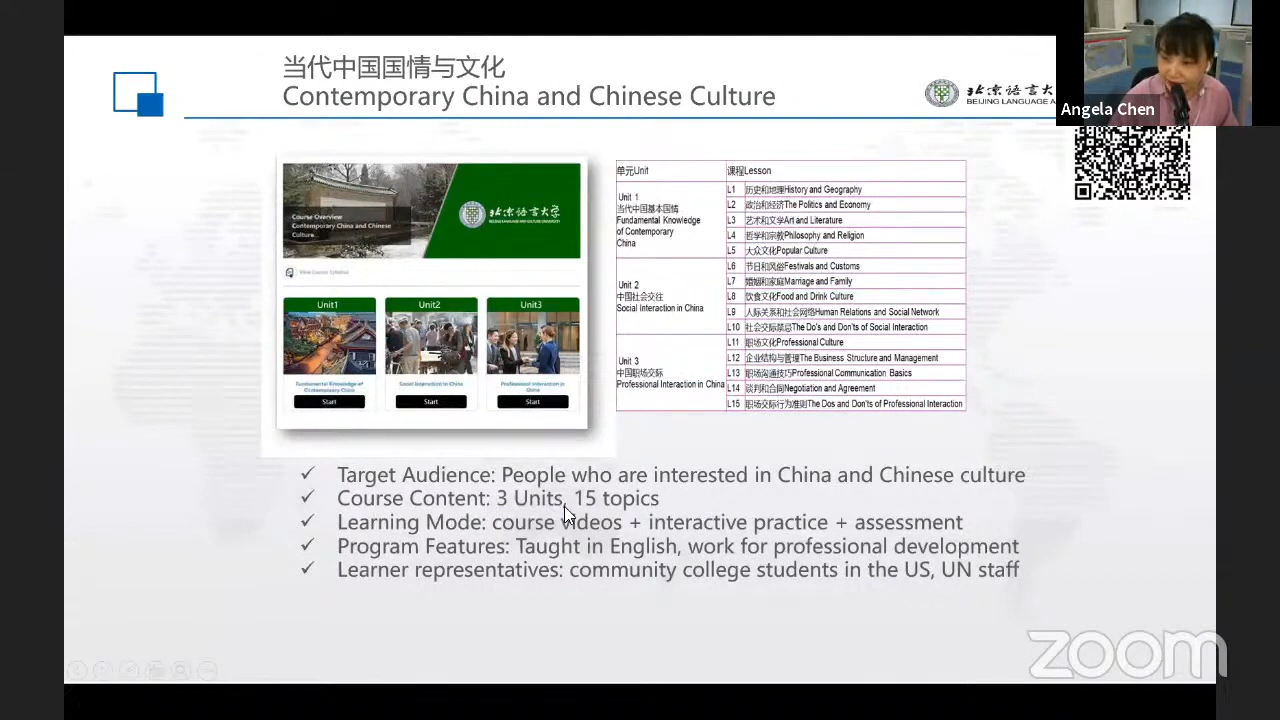 当代中国国情与文化
Contemporary China and Chinese Culture
北京语言大
BEIJING LANGUAGE A
Angela Chen
Course Overview
Contemporary China and Chinese
Culture
北京语言大学
BEIJING LANGUAGE AND CULTURE UNIVERSITY
View Course Syllabus
Unit1
Unit2
Unit3
Fundamental Knowledge of
Contemporary China
Social Interaction in China
Professional Interaction in
China
Start
Start
Start
单元Unit
课程Lesson
Unit 1
当代中国基本国情
Fundamental Knowledge
of Contemporary
China
L1 历史和地理History and Geography
L2 政治和经济The Politics and Economy
L3 艺术和文学Art and Literature
L4 哲学和宗教Philosophy and Religion
L5 大众文化Popular Culture
Unit 2
中国社会交往
Social Interaction in China
L6 节日和风俗Festivals and Customs
L7 婚姻和家庭Marriage and Family
L8 饮食文化Food and Drink Culture
L9 人际关系和社会网络Human Relations and Social Network
L10 社会交际禁忌The Do's and Don'ts of Social Interaction
Unit 3
中国职场交际
Professional Interaction in China
L11 职场文化Professional Culture
L12 企业结构与管理The Business Structure and Management
L13 职场沟通技巧Professional Communication Basics
L14 谈判和合同Negotiation and Agreement
L15 职场交际行为准则The Dos and Don'ts of Professional Interaction
✓ Target Audience: People who are interested in China and Chinese culture
✓ Course Content: 3 Units, 15 topics
✓ Learning Mode: course videos + interactive practice + assessment
✓ Program Features: Taught in English, work for professional development
✓ Learner representatives: community college students in the US, UN staff
zoom